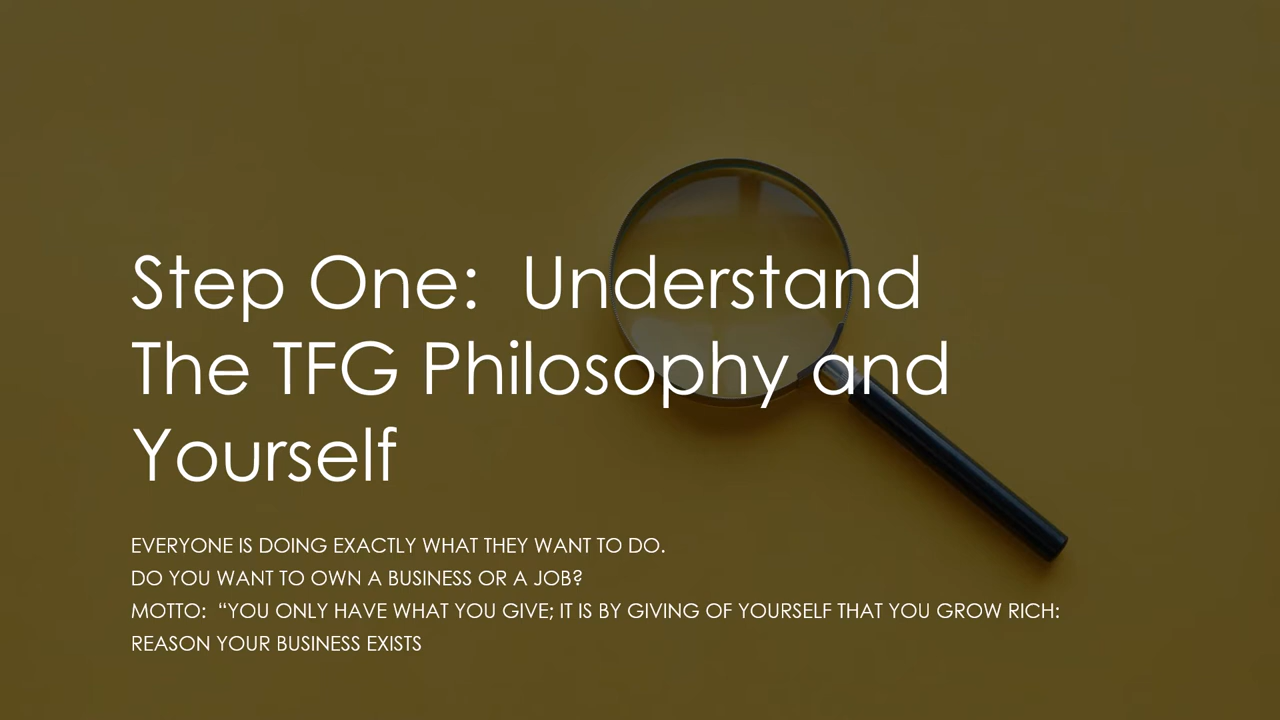 Step One:  Understand
The TFG Philosophy and
Yourself
EVERYONE IS DOING EXACTLY WHAT THEY WANT TO DO.
DO YOU WANT TO OWN A BUSINESS OR A JOB?
MOTTO:  “YOU ONLY HAVE WHAT YOU GIVE; IT IS BY GIVING OF YOURSELF THAT YOU GROW RICH:
REASON YOUR BUSINESS EXISTS